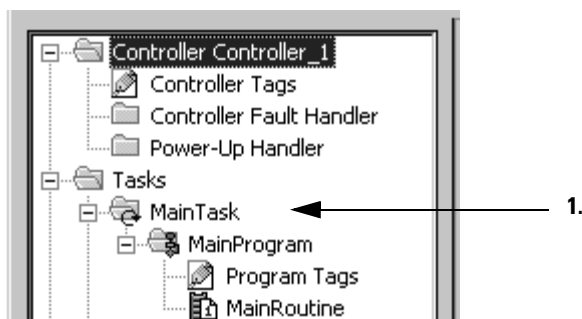 Controller Controller_1
Controller Tags
Controller Fault Handler
Power-Up Handler
Tasks
MainTask 1.
MainProgram
Program Tags
MainRoutine